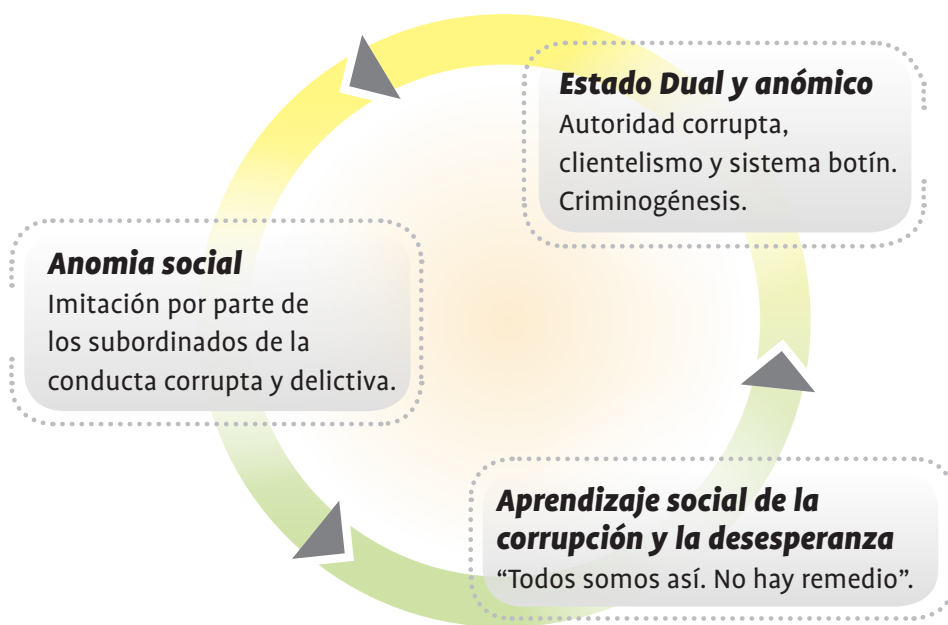 Estado Dual y anómico
Autoridad corrupta,
clientelismo y sistema botín.
Criminogénesis.
Anomia social
Imitación por parte de
los subordinados de la
conducta corrupta y delictiva.
Aprendizaje social de la
corrupción y la desesperanza
“Todos somos así. No hay remedio”.